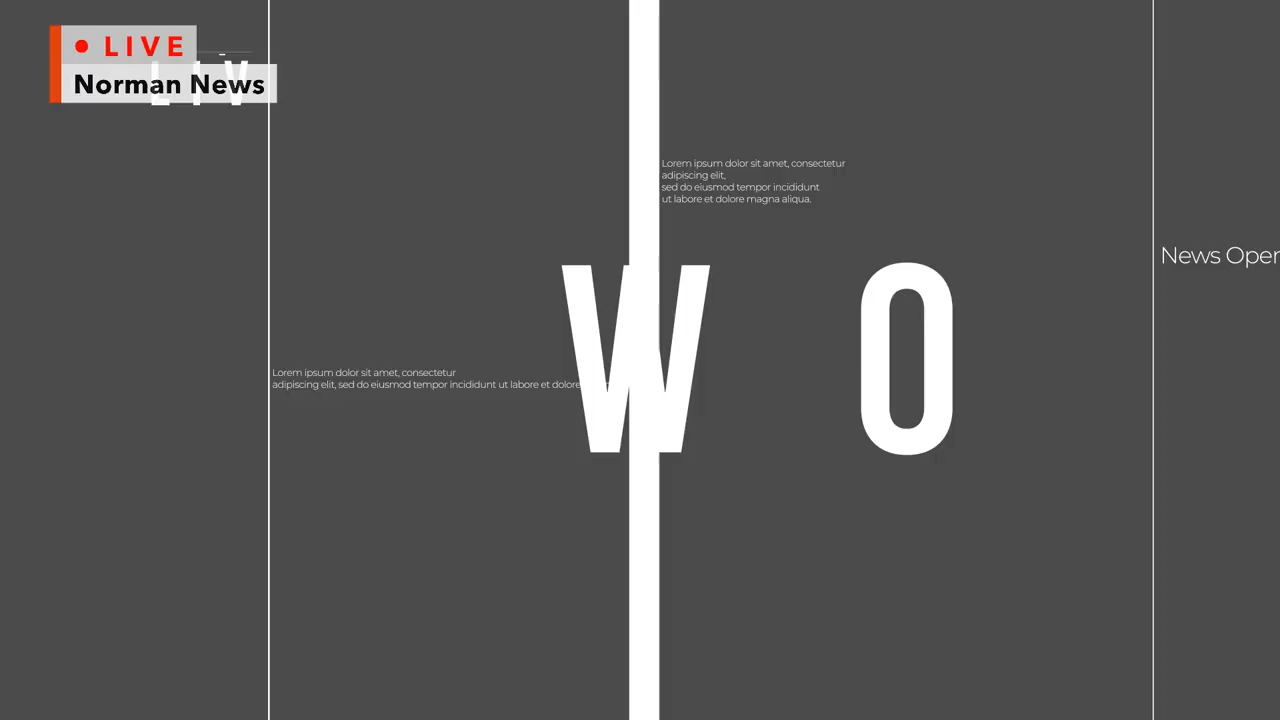 LIVE
Norman News
LIV
Lorem ipsum dolor sit amet, consectetur
adipiscing elit,
sed do eiusmod tempor incididunt
ut labore et dolore magna aliqua.
News Oper
W O
Lorem ipsum dolor sit amet, consectetur
adipiscing elit, sed do eiusmod tempor incididunt ut labore et dolore